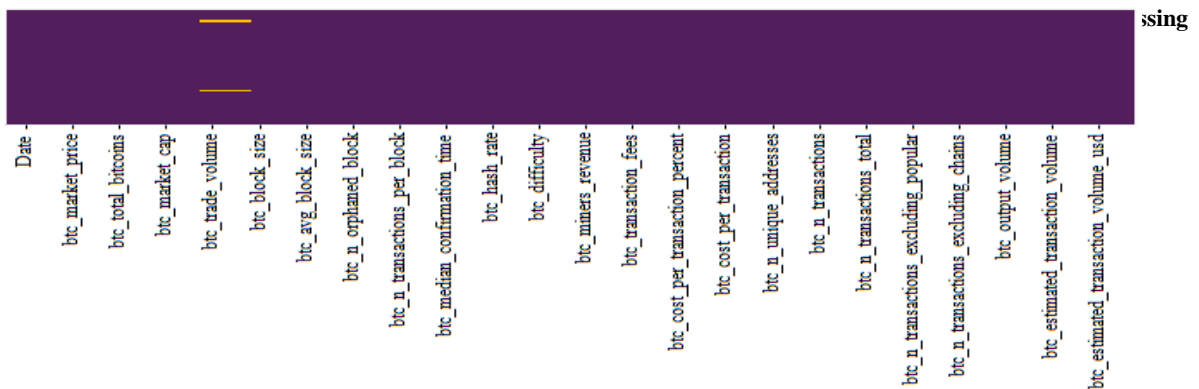 ssing
Date
btc_market_price
btc_total_bitcoins
btc_market_cap
btc_trade_volume
btc_block_size
btc_avg_block_size
btc_n_orphaned_block
btc_n_transactions_per_block
btc_median_confirmation_time
btc_hash_rate
btc_difficulty
btc_miners_revenue
btc_transaction_fees
btc_cost_per_transaction_percent
btc_cost_per_transaction
btc_n_unique_addresses
btc_n_transactions
btc_n_transactions_total
btc_n_transactions_excluding_popular
btc_n_transactions_excluding_chains
btc_output_volume
btc_estimated_transaction_volume
btc_estimated_transaction_volume_usd